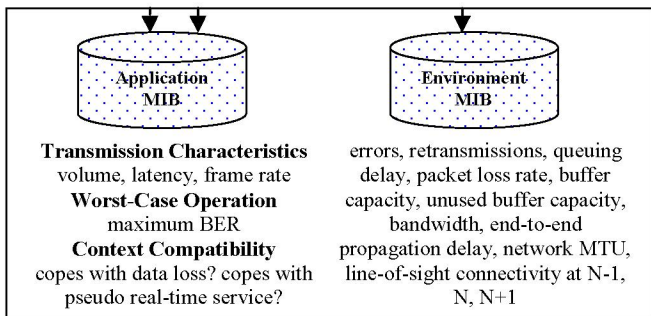 Application
MIB
Environment
MIB
Transmission Characteristics
volume, latency, frame rate
Worst-Case Operation
maximum BER
Context Compatibility
copes with data loss? copes with
pseudo real-time service?
errors, retransmissions, queuing
delay, packet loss rate, buffer
capacity, unused buffer capacity,
bandwidth, end-to-end
propagation delay, network MTU,
line-of-sight connectivity at N-1,
N, N+1